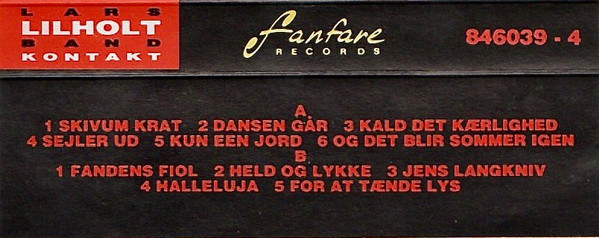 LARS
LILHOLT
BAND
KONTAKT
Fanfare
RECORDS
846039 - 4
A
1 SKIVUM KRAT 2 DANSEN GÅR 3 KALD DET KÆRLIGHED
4 SEJLER UD 5 KUN EEN JORD 6 OG DET BLIR SOMMER IGEN
B
1 FANDENS FIOL 2 HELD OG LYKKE 3 JENS LANGKNIV
4 HALLELUJA 5 FOR AT TÆNDE LYS